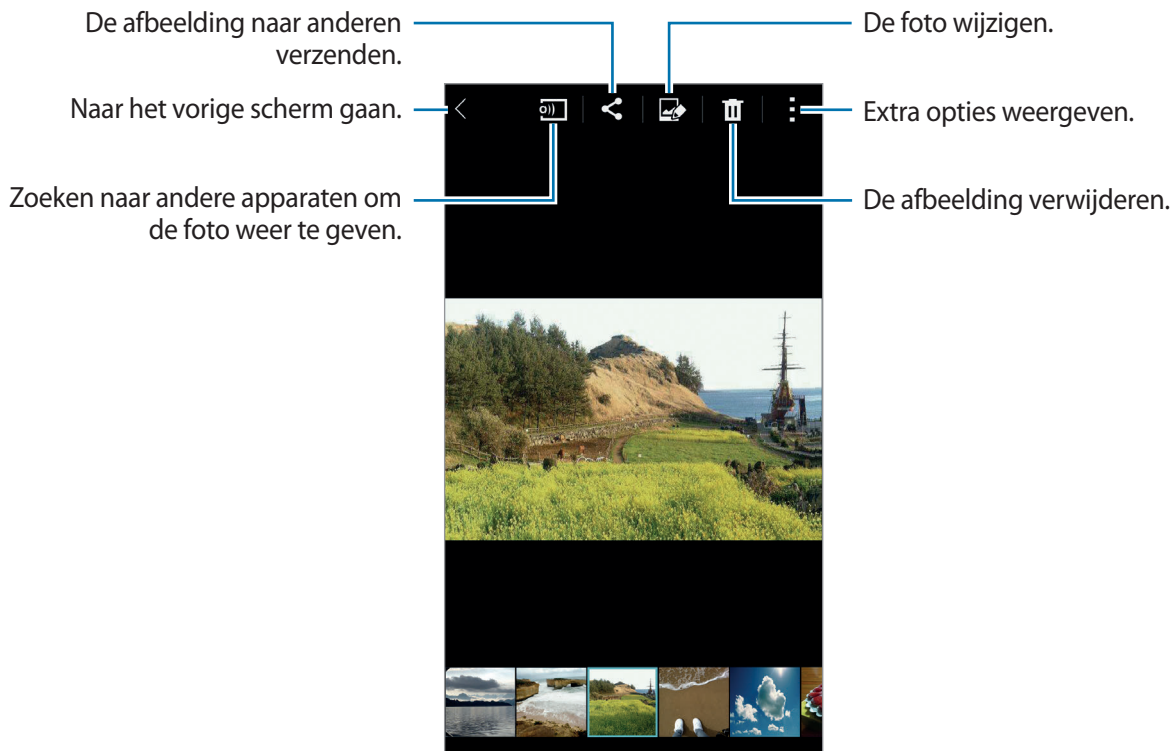 De afbeelding naar anderen
verzenden.
De foto wijzigen.
Naar het vorige scherm gaan.
Extra opties weergeven.
Zoeken naar andere apparaten om
de foto weer te geven.
De afbeelding verwijderen.